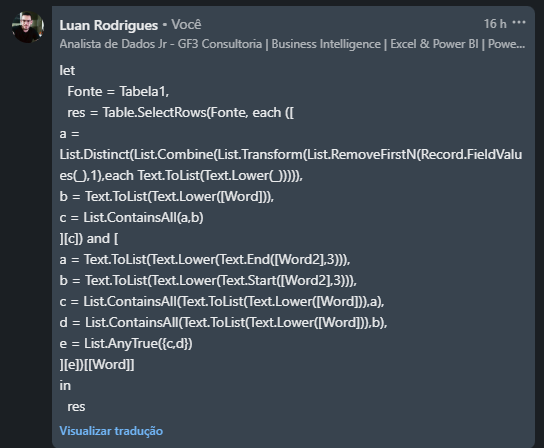 Luan Rodrigues • Você 16 h •••
Analista de Dados Jr - GF3 Consultoria | Business Intelligence | Excel & Power BI | Powe...
let
Fonte = Tabela1,
res = Table.SelectRows(Fonte, each ([
a =
List.Distinct(List.Combine(List.Transform(List.RemoveFirstN(Record.FieldValu
es(_),1),each Text.ToList(Text.Lower(_))))),
b = Text.ToList(Text.Lower([Word])),
c = List.ContainsAll(a,b)
][c]) and [
a = Text.ToList(Text.Lower(Text.End([Word2],3))),
b = Text.ToList(Text.Lower(Text.Start([Word2],3))),
c = List.ContainsAll(Text.ToList(Text.Lower([Word])),a),
d = List.ContainsAll(Text.ToList(Text.Lower([Word])),b),
e = List.AnyTrue({c,d})
][e])[[Word]]
in
res
Visualizar tradução